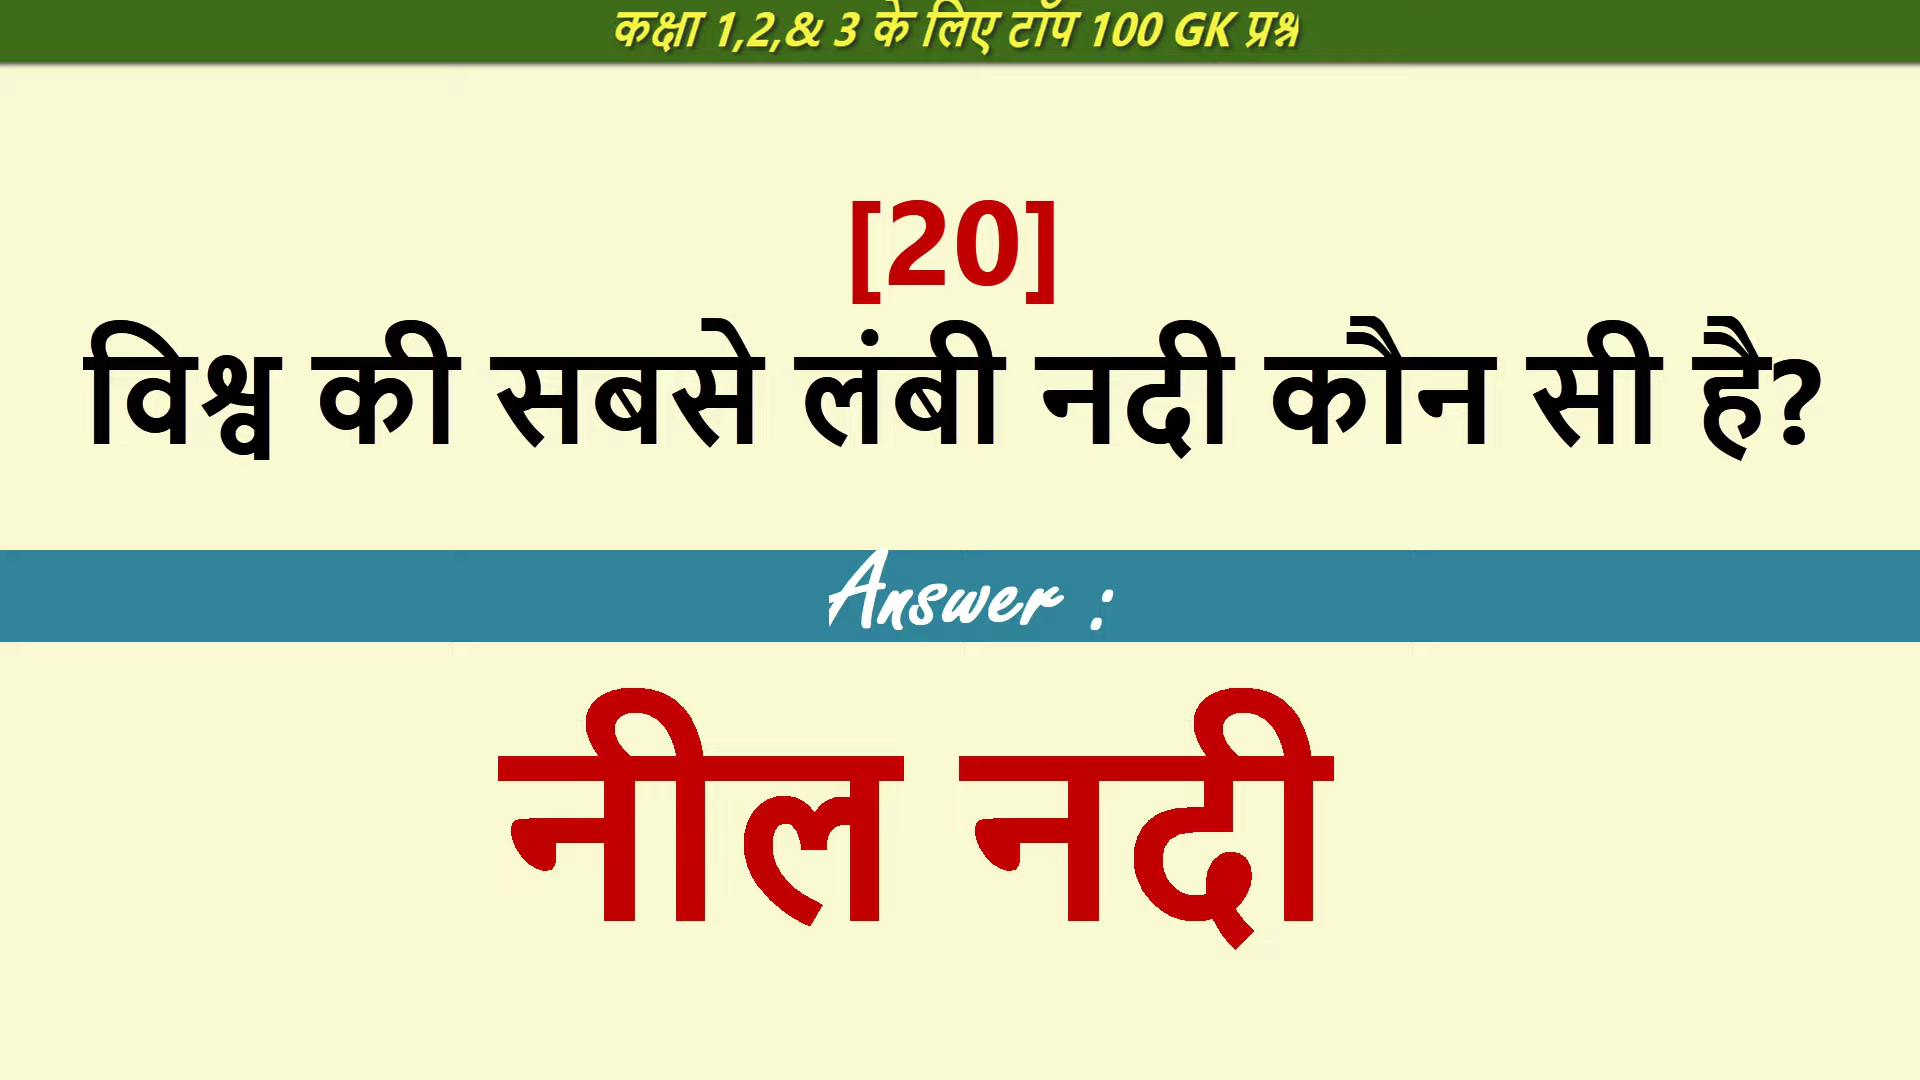 कक्षा 1,2,& 3 के लिए टॉप 100 GK प्रश्न
[20]
विश्व की सबसे लंबी नदी कौन सी है?
Answer :
नील नदी